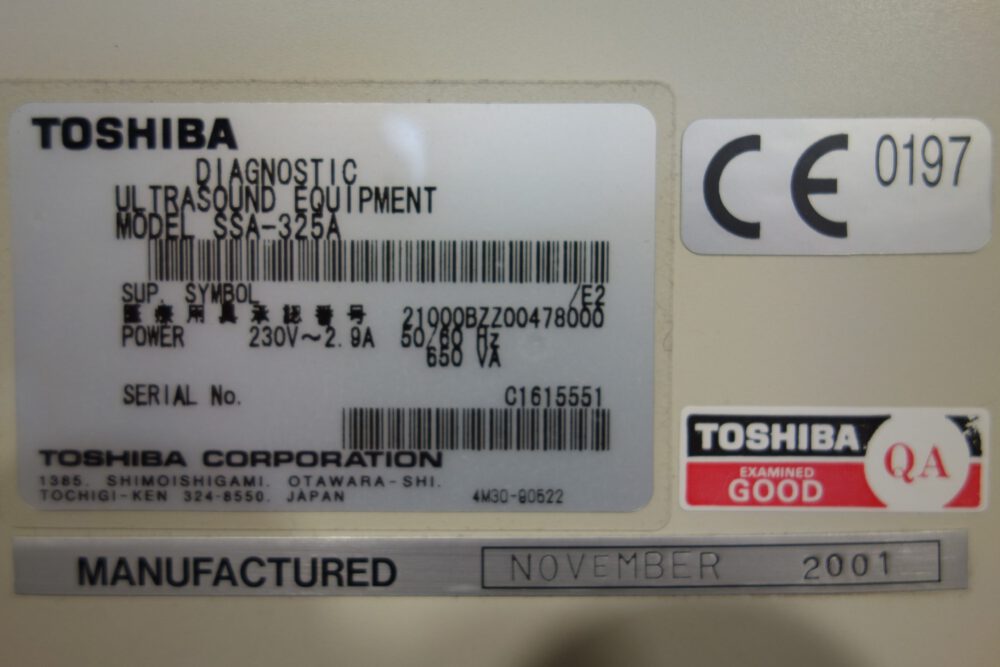 TOSHIBA
DIAGNOSTIC
ULTRASOUND EQUIPMENT
MODEL SSA-325A
SUP. SYMBOL /E2
医療用具承認番号 21000BZZ00478000
POWER 230V~2.9A 50/60 Hz
650 VA
SERIAL No. C1615551
TOSHIBA CORPORATION
1385, SHIMOISHIGAMI, OTAWARA-SHI,
TOCHIGI-KEN 324-8550, JAPAN 4M30-90522
CE 0197
TOSHIBA
EXAMINED
GOOD
QA
MANUFACTURED NOVEMBER 2001